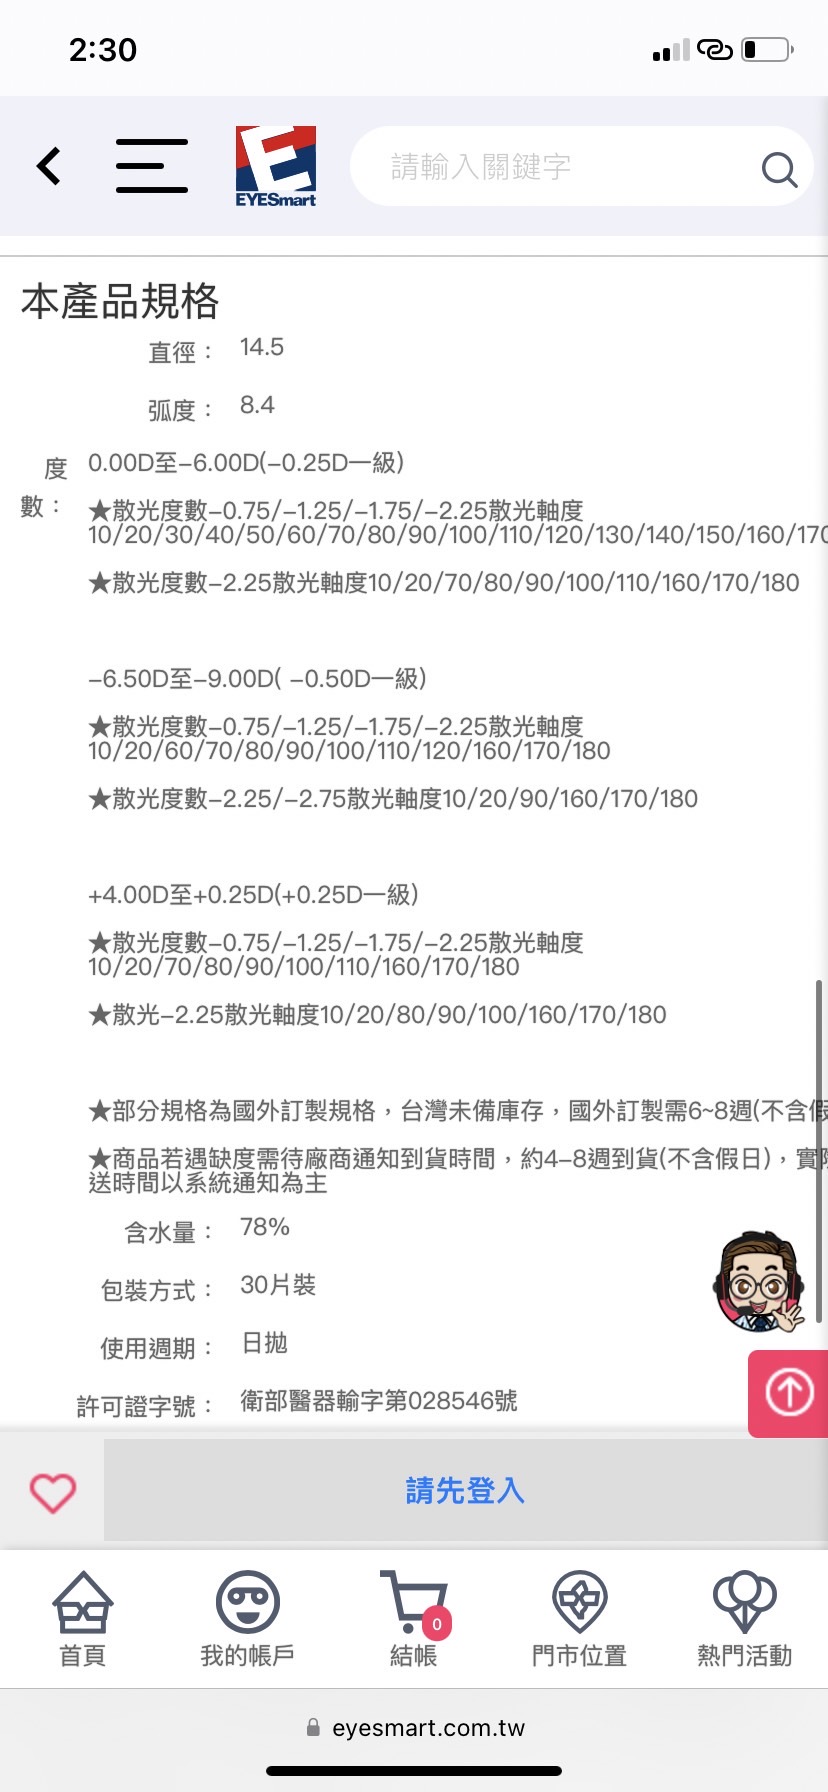 2:30
EYESmart
請輸入關鍵字
本產品規格
直徑： 14.5
弧度： 8.4
度數： 0.00D至-6.00D(-0.25D一級)
★散光度數-0.75/-1.25/-1.75/-2.25散光軸度
10/20/30/40/50/60/70/80/90/100/110/120/130/140/150/160/170
★散光度數-2.25散光軸度10/20/70/80/90/100/110/160/170/180
-6.50D至-9.00D( -0.50D一級)
★散光度數-0.75/-1.25/-1.75/-2.25散光軸度
10/20/60/70/80/90/100/110/120/160/170/180
★散光度數-2.25/-2.75散光軸度10/20/90/160/170/180
+4.00D至+0.25D(+0.25D一級)
★散光度數-0.75/-1.25/-1.75/-2.25散光軸度
10/20/70/80/90/100/110/160/170/180
★散光-2.25散光軸度10/20/80/90/100/160/170/180
★部分規格為國外訂製規格，台灣未備庫存，國外訂製需6~8週(不含假
★商品若遇缺度需待廠商通知到貨時間，約4-8週到貨(不含假日)，實際
送時間以系統通知為主
含水量： 78%
包裝方式： 30片裝
使用週期： 日拋
許可證字號： 衛部醫器輸字第028546號
請先登入
0
首頁 我的帳戶 結帳 門市位置 熱門活動
eyesmart.com.tw